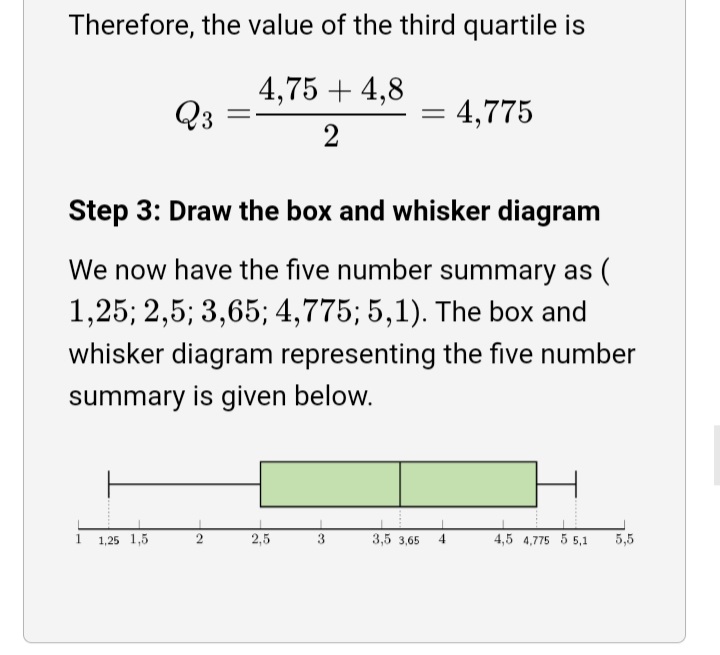 Therefore, the value of the third quartile is
Q3 = 4,75 + 4,8 / 2 = 4,775
Step 3: Draw the box and whisker diagram
We now have the five number summary as (
1,25; 2,5; 3,65; 4,775; 5,1). The box and
whisker diagram representing the five number
summary is given below.
1 1,25 1,5 2 2,5 3 3,5 3,65 4 4,5 4,775 5 5,1 5,5